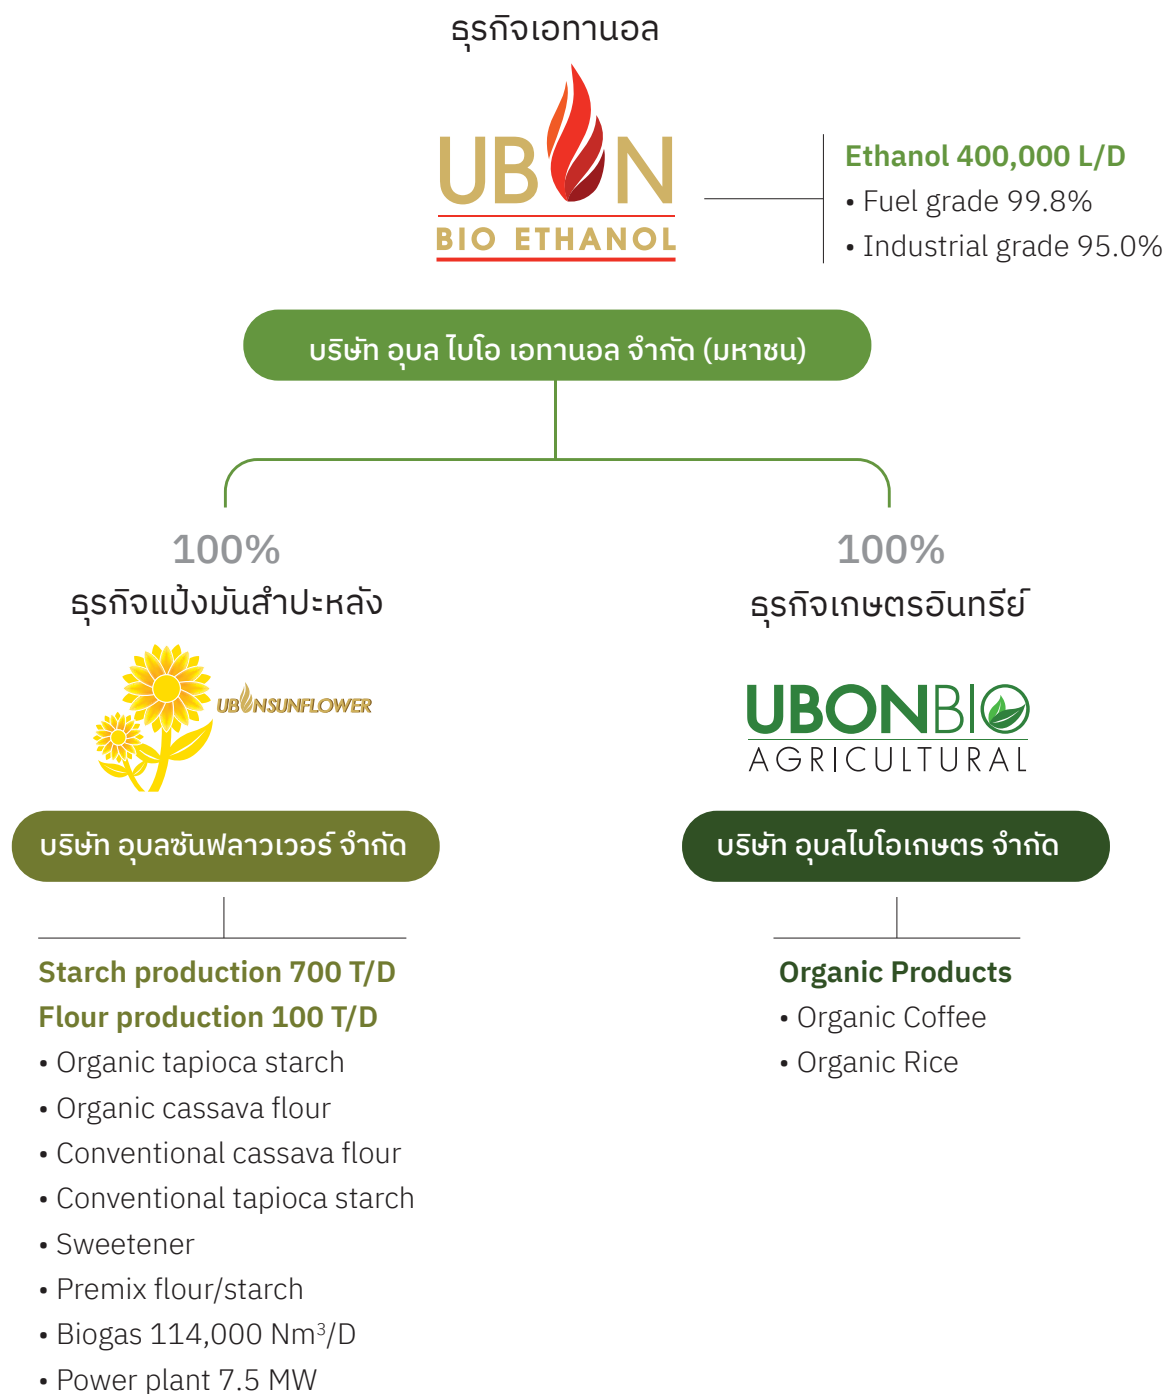 ธุรกิจเอทานอล
UBON
BIO ETHANOL
Ethanol 400,000 L/D
• Fuel grade 99.8%
• Industrial grade 95.0%
บริษัท อุบล ไบโอ เอทานอล จำกัด (มหาชน)
100%
ธุรกิจแป้งมันสำปะหลัง
UBONSUNFLOWER
บริษัท อุบลซันฟลาวเวอร์ จำกัด
Starch production 700 T/D
Flour production 100 T/D
• Organic tapioca starch
• Organic cassava flour
• Conventional cassava flour
• Conventional tapioca starch
• Sweetener
• Premix flour/starch
• Biogas 114,000 Nm³/D
• Power plant 7.5 MW
100%
ธุรกิจเกษตรอินทรีย์
UBONBIO
AGRICULTURAL
บริษัท อุบลไบโอเกษตร จำกัด
Organic Products
• Organic Coffee
• Organic Rice